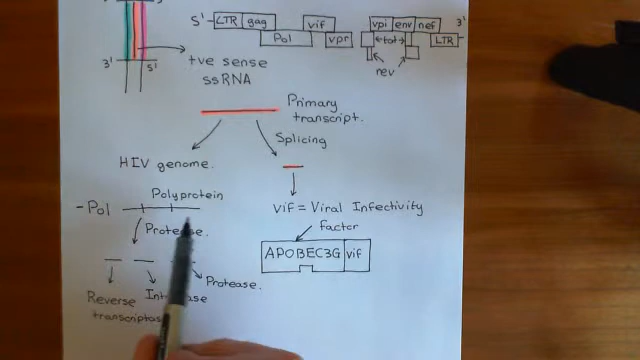 5' LTR gag vif vpi env nef 3'
Pol vpr tat LTR
rev
3' 5'
+ve sense
ssRNA
Primary
transcript.
Splicing
HIV genome.
Polyprotein
-Pol
vif = Viral Infectivity
factor
Protease.
APOBEC3G vif
Protease.
Reverse